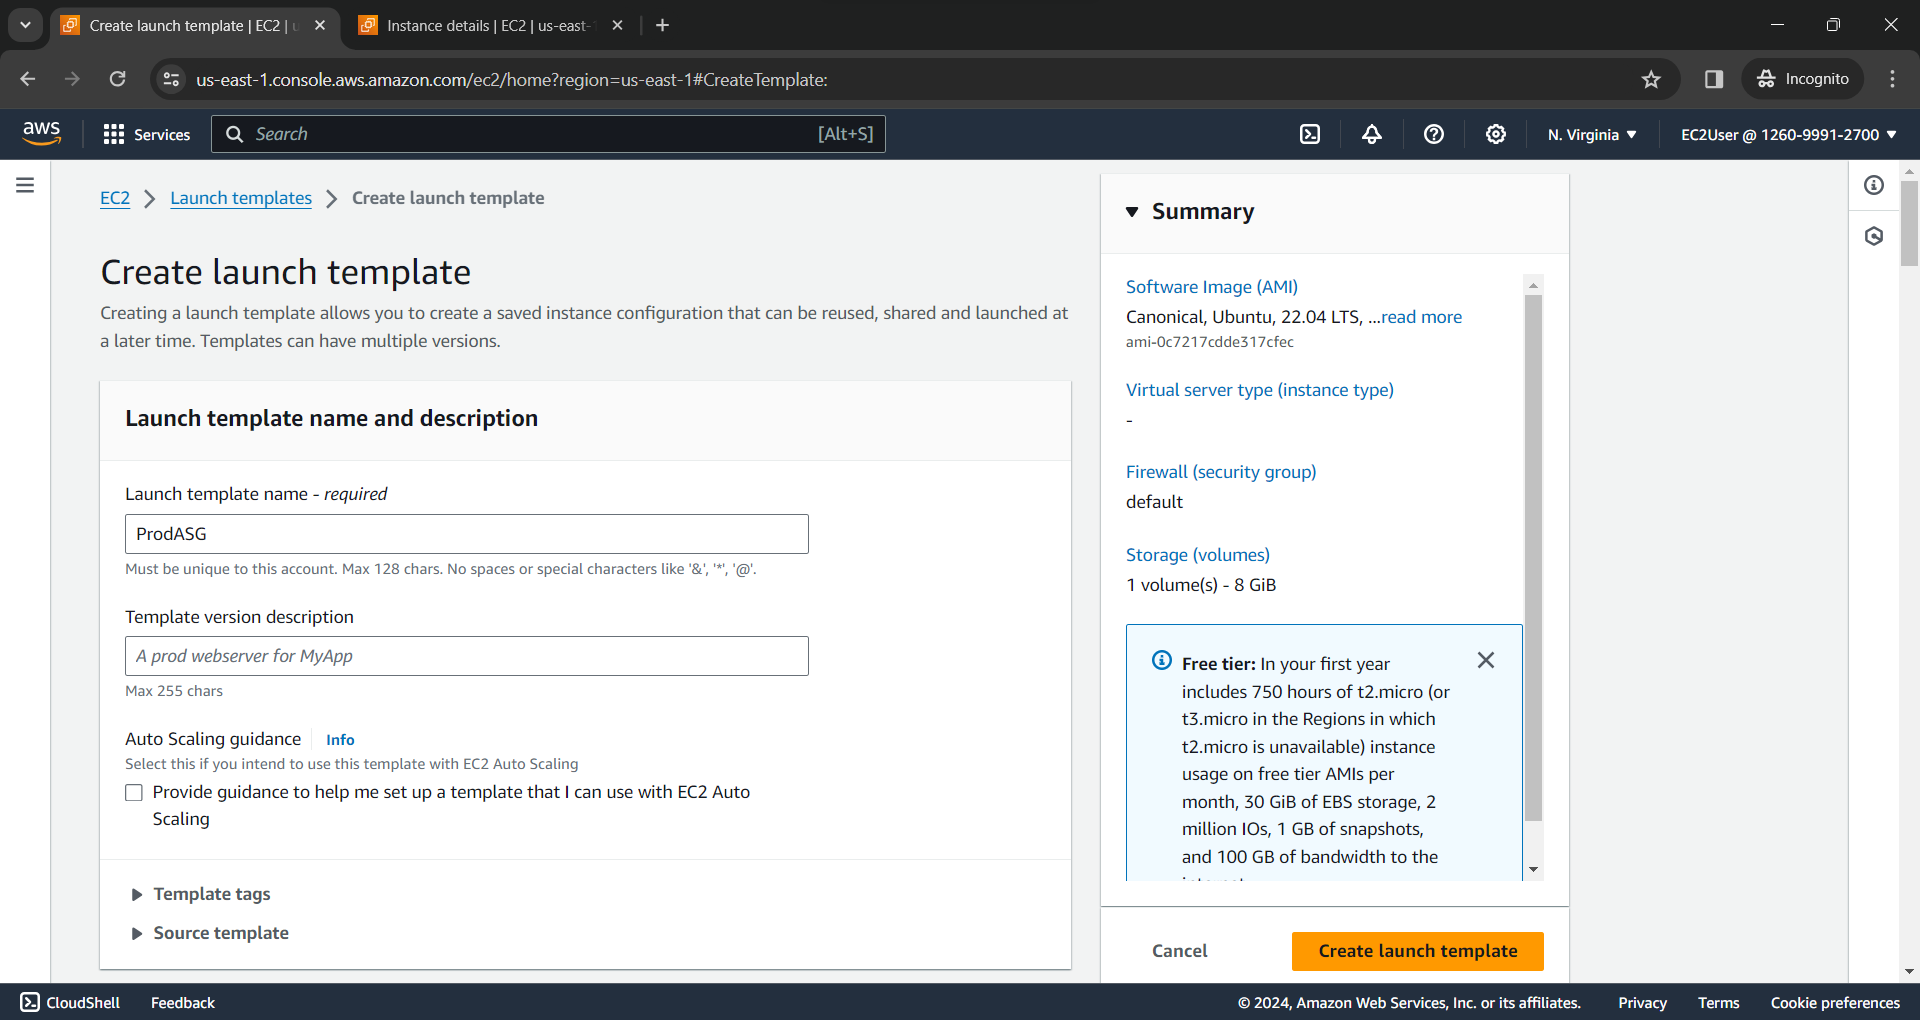 Create launch template | EC2 | u
Instance details | EC2 | us-east-
us-east-1.console.aws.amazon.com/ec2/home?region=us-east-1#CreateTemplate:
Incognito
aws
Services
Search
[Alt+S]
N. Virginia
EC2User @ 1260-9991-2700
EC2
Launch templates
Create launch template
Create launch template
Creating a launch template allows you to create a saved instance configuration that can be reused, shared and launched at
a later time. Templates can have multiple versions.
Launch template name and description
Launch template name - required
ProdASG
Must be unique to this account. Max 128 chars. No spaces or special characters like '&', '*', '@'.
Template version description
A prod webserver for MyApp
Max 255 chars
Auto Scaling guidance
Info
Select this if you intend to use this template with EC2 Auto Scaling
Provide guidance to help me set up a template that I can use with EC2 Auto
Scaling
Template tags
Source template
Summary
Software Image (AMI)
Canonical, Ubuntu, 22.04 LTS, ...read more
ami-0c7217cdde317cfec
Virtual server type (instance type)
-
Firewall (security group)
default
Storage (volumes)
1 volume(s) - 8 GiB
Free tier: In your first year
includes 750 hours of t2.micro (or
t3.micro in the Regions in which
t2.micro is unavailable) instance
usage on free tier AMIs per
month, 30 GiB of EBS storage, 2
million IOs, 1 GB of snapshots,
and 100 GB of bandwidth to the
Cancel
Create launch template
CloudShell
Feedback
© 2024, Amazon Web Services, Inc. or its affiliates.
Privacy
Terms
Cookie preferences